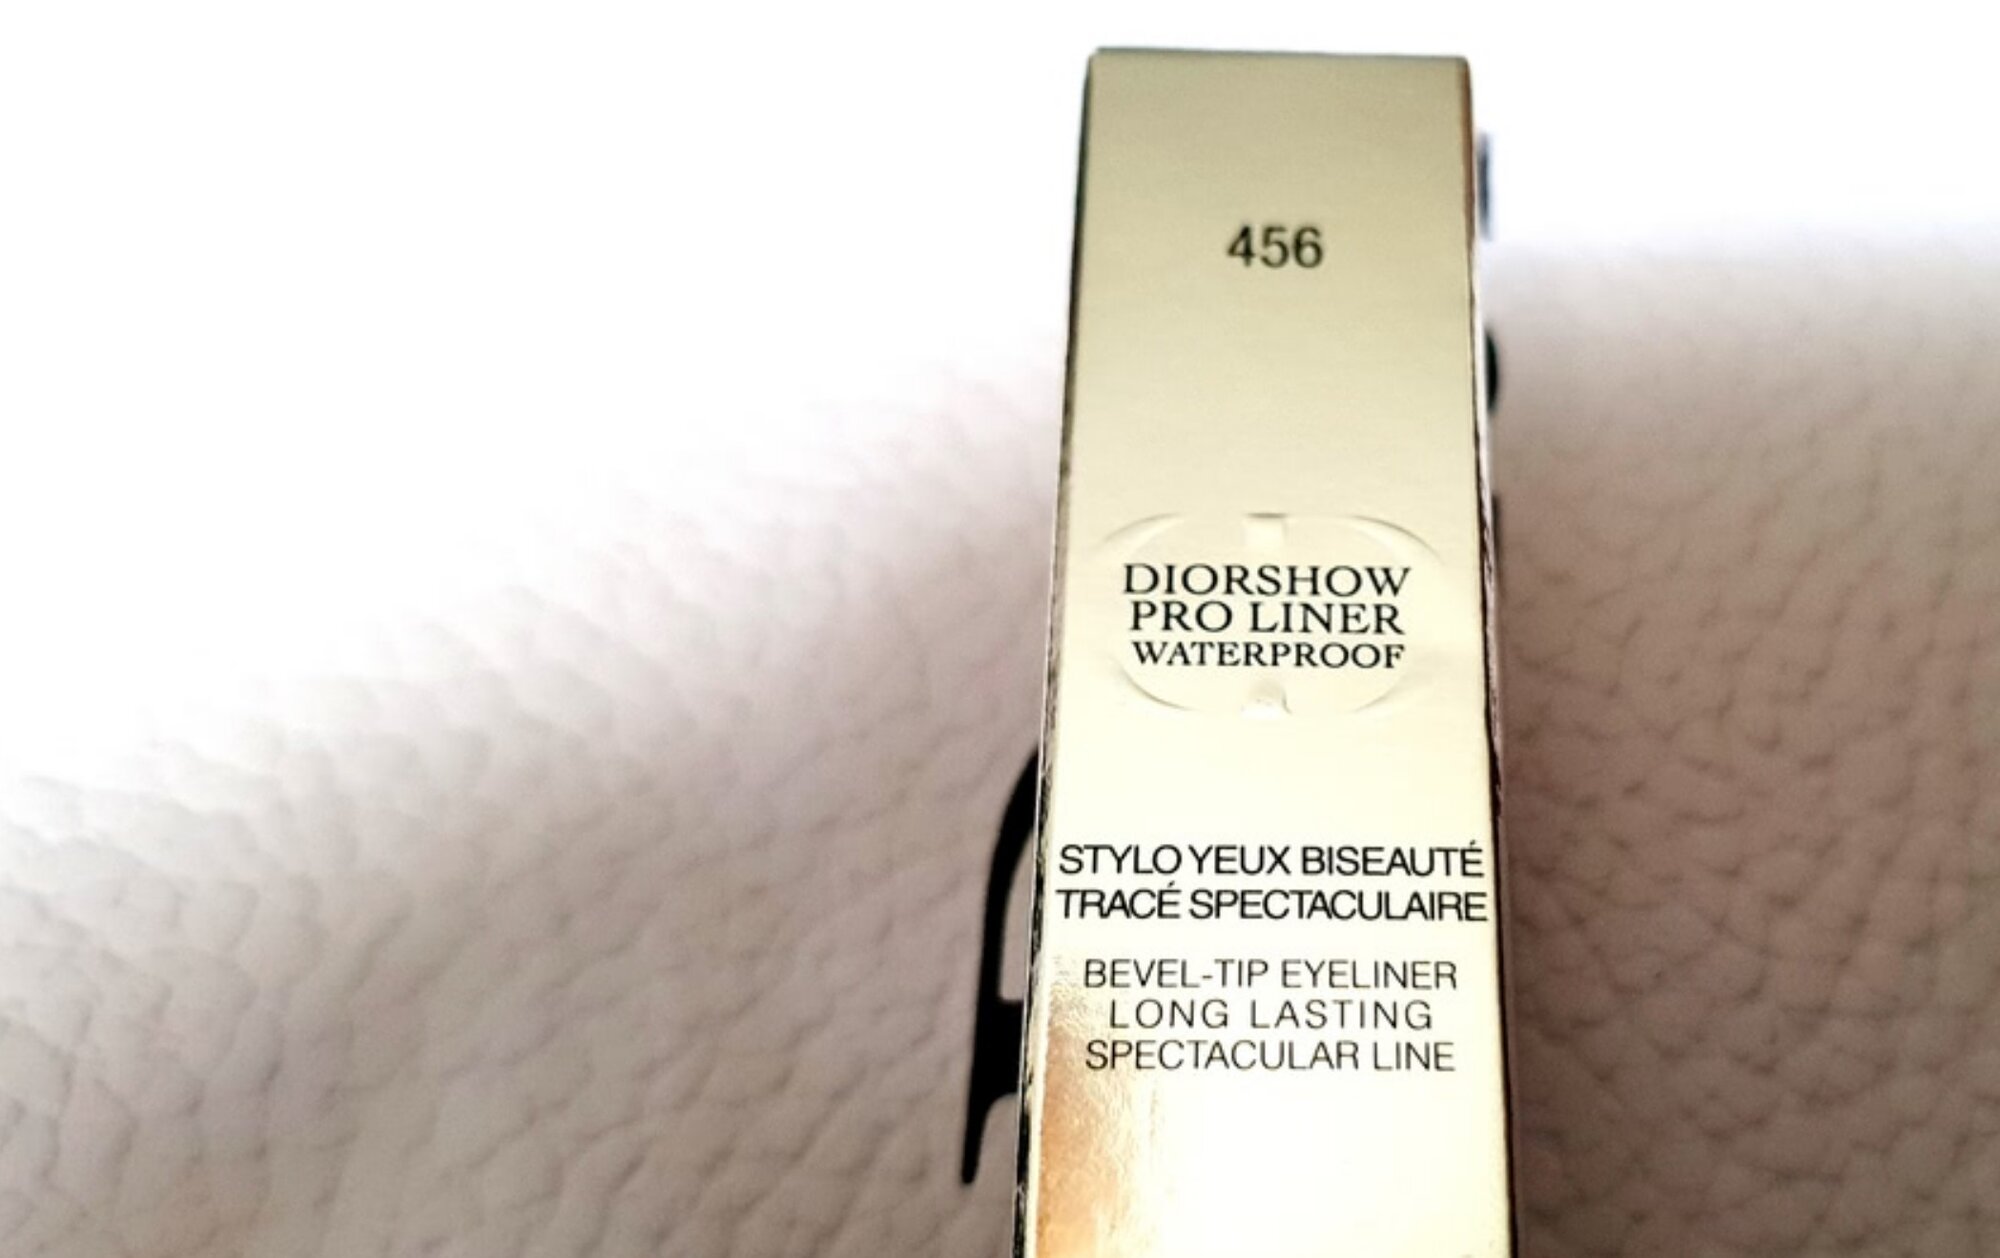 456
DIORSHOW
PRO LINER
WATERPROOF
STYLO YEUX BISEAUTÉ
TRACÉ SPECTACULAIRE
BEVEL-TIP EYELINER
LONG LASTING
SPECTACULAR LINE